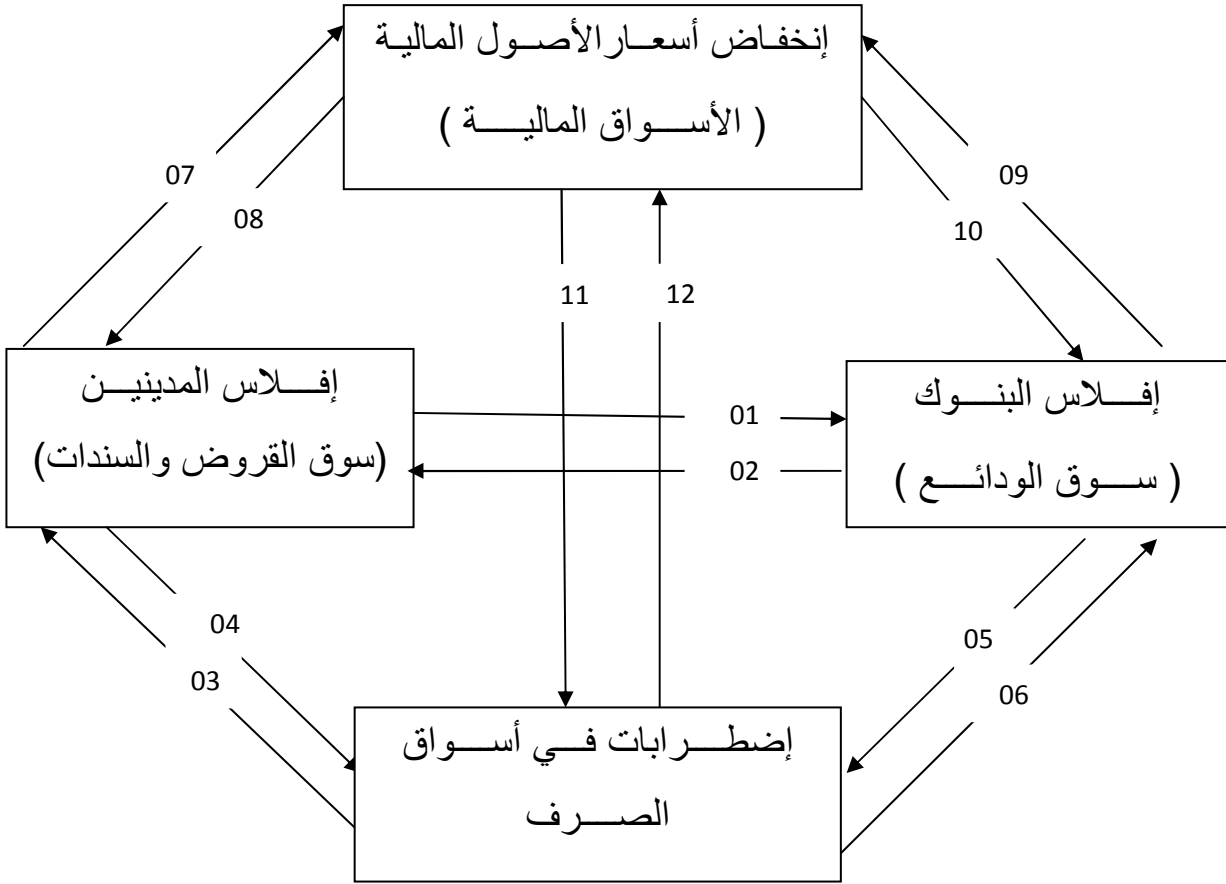 إنخفاض أسعار الأصول المالية
( الأسواق المالية )
07
08
09
10
11
12
إفلاس المدينين
(سوق القروض والسندات)
إفلاس البنوك
( سوق الودائع )
01
02
04
03
05
06
إضطرابات في أسواق
الصرف